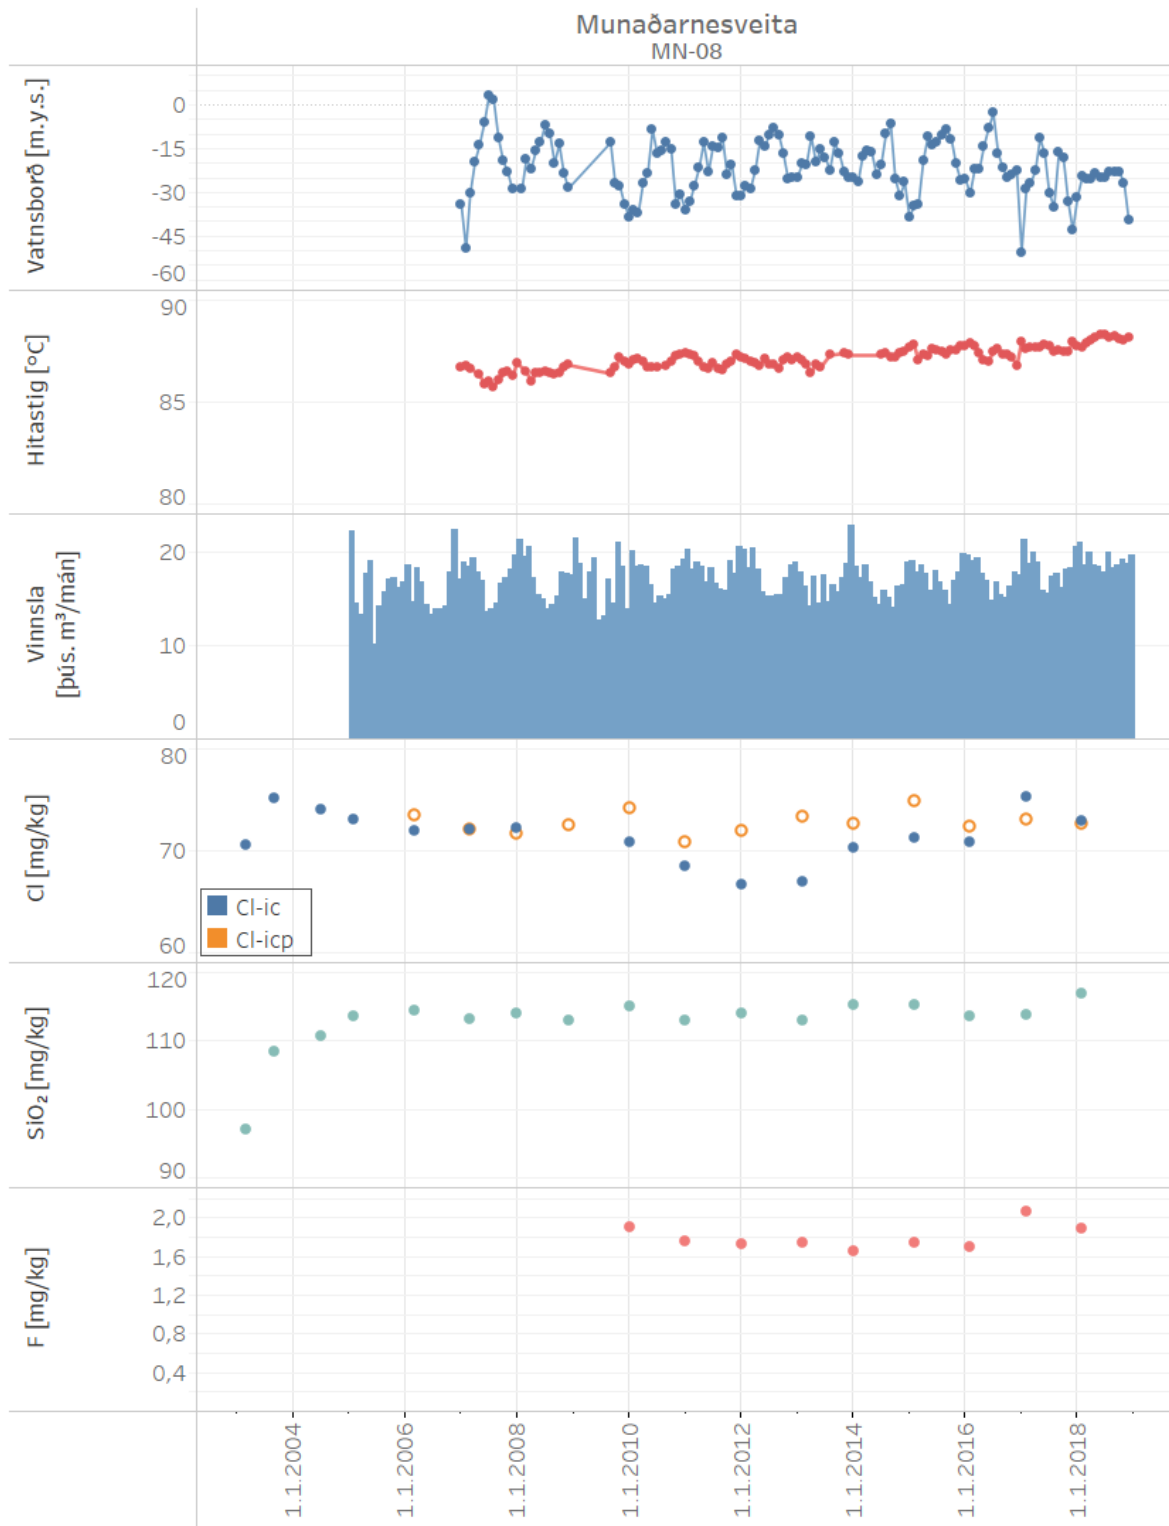 Munaðarnesveita
MN-08
Vatnsborð [m.y.s.]
0
-15
-30
-45
-60
Hitastig [°C]
90
85
80
Vinnsla
[þús. m³/mán]
20
10
0
Cl [mg/kg]
80
70
60
Cl-ic
Cl-icp
SiO₂ [mg/kg]
120
110
100
90
F [mg/kg]
2,0
1,6
1,2
0,8
0,4
1.1.2004
1.1.2006
1.1.2008
1.1.2010
1.1.2012
1.1.2014
1.1.2016
1.1.2018